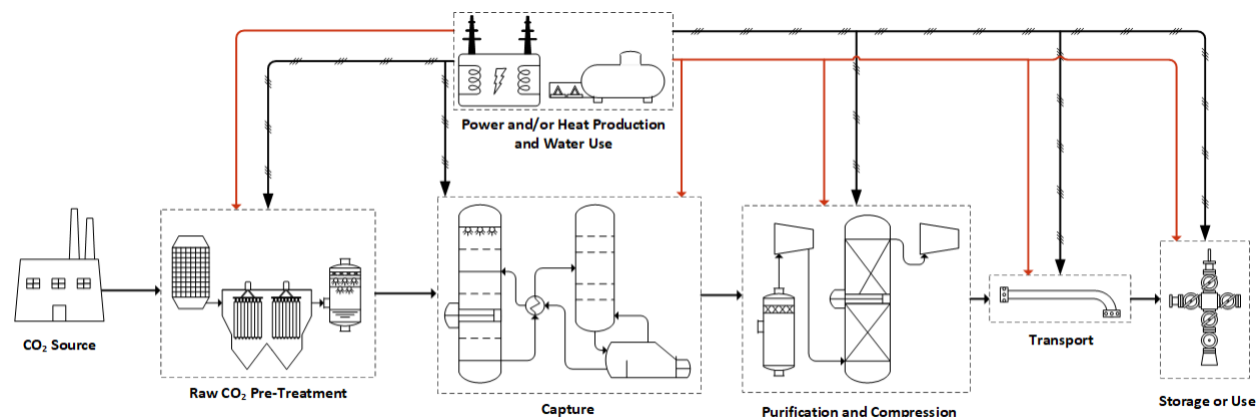 Power and/or Heat Production
and Water Use
CO₂ Source
Raw CO₂ Pre-Treatment
Capture
Purification and Compression
Transport
Storage or Use